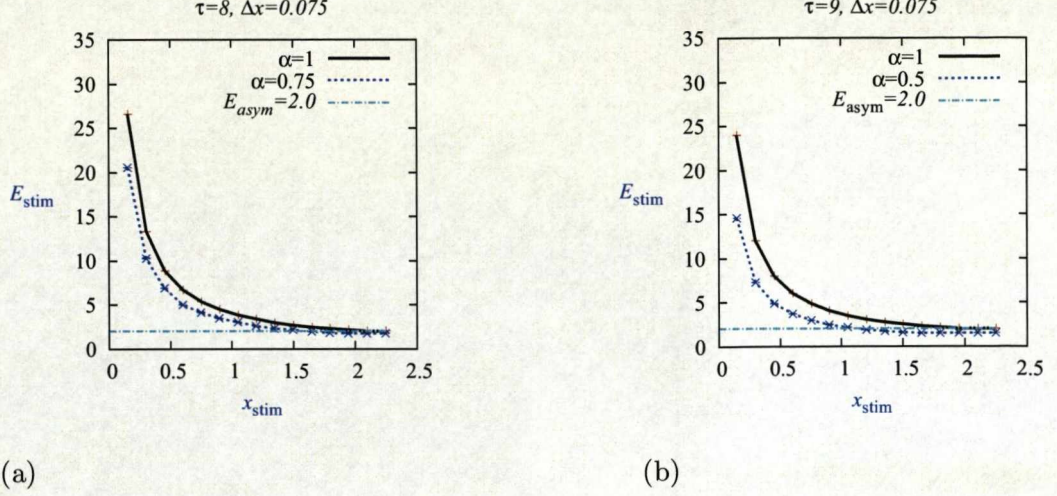 τ=8, Δx=0.075
35
30
25
20
15
10
5
0
E_stim
α=1
α=0.75
E_asym=2.0
0 0.5 1 1.5 2 2.5
x_stim
(a)
τ=9, Δx=0.075
35
30
25
20
15
10
5
0
E_stim
α=1
α=0.5
E_asym=2.0
0 0.5 1 1.5 2 2.5
x_stim
(b)